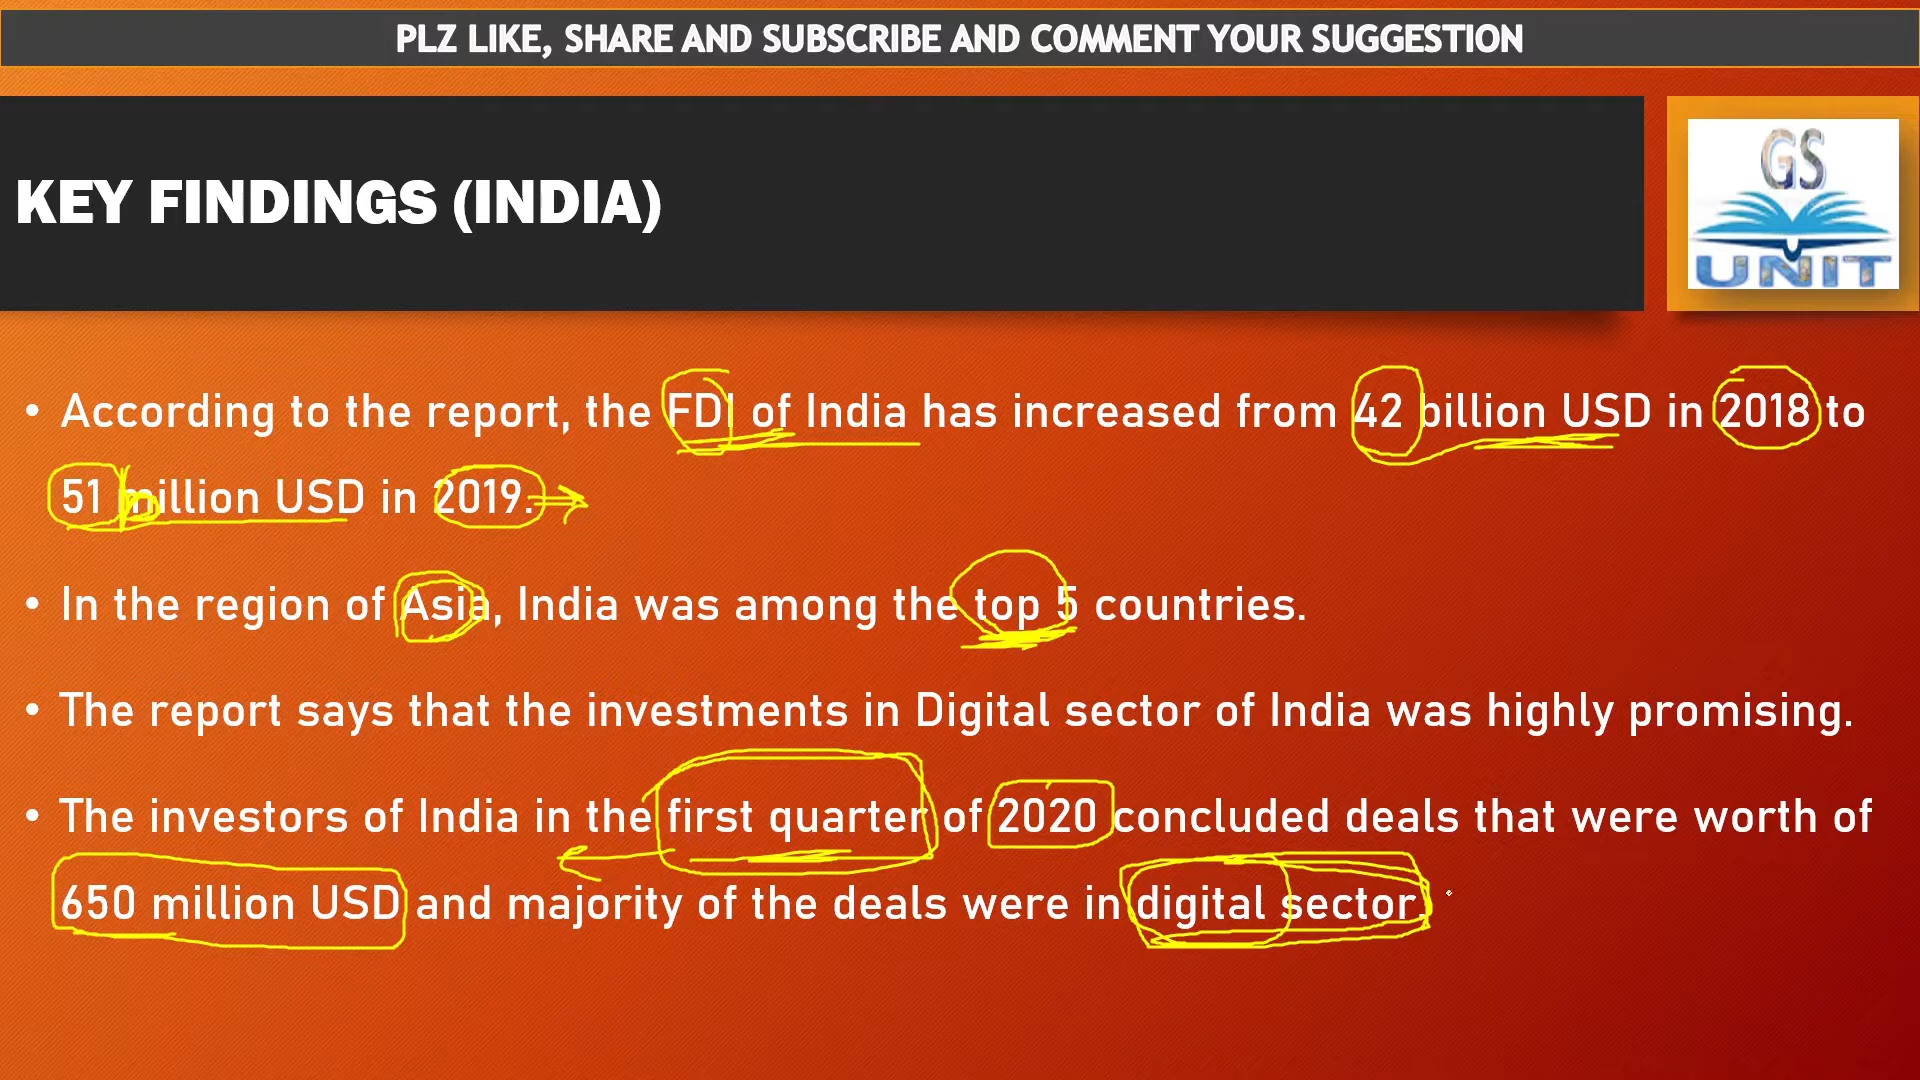 PLZ LIKE, SHARE AND SUBSCRIBE AND COMMENT YOUR SUGGESTION
KEY FINDINGS (INDIA)
GS
UNIT
• According to the report, the FDI of India has increased from 42 billion USD in 2018 to
51 million USD in 2019.
• In the region of Asia, India was among the top 5 countries.
• The report says that the investments in Digital sector of India was highly promising.
• The investors of India in the first quarter of 2020 concluded deals that were worth of
650 million USD and majority of the deals were in digital sector.